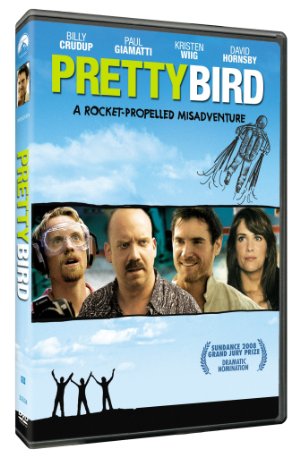 BILLY CRUDUP
PAUL GIAMATTI
KRISTEN WIIG
DAVID HORNSBY
PRETTY BIRD
A ROCKET-PROPELLED MISADVENTURE
SUNDANCE 2008
GRAND JURY PRIZE
DRAMATIC
NOMINATION
PRETTY BIRD
DVD